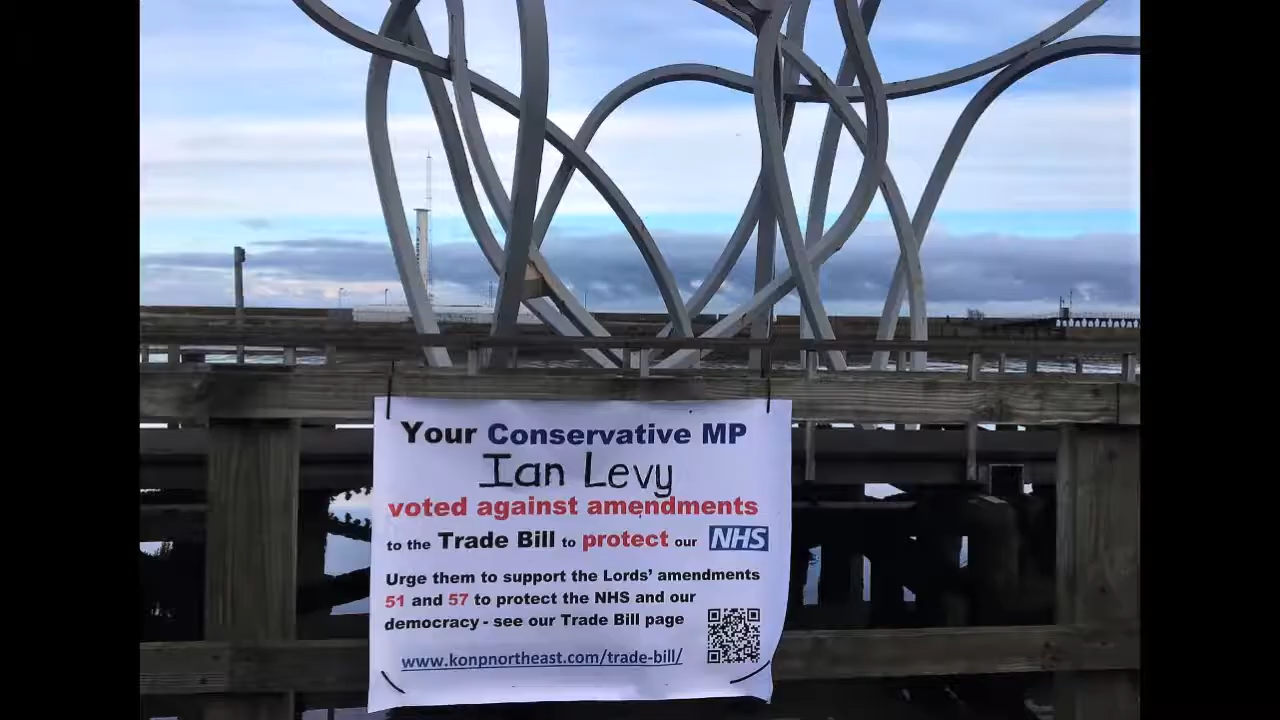 Your Conservative MP
Ian Levy
voted against amendments
to the Trade Bill to protect our NHS
Urge them to support the Lords’ amendments
51 and 57 to protect the NHS and our
democracy - see our Trade Bill page
www.konpnortheast.com/trade-bill/